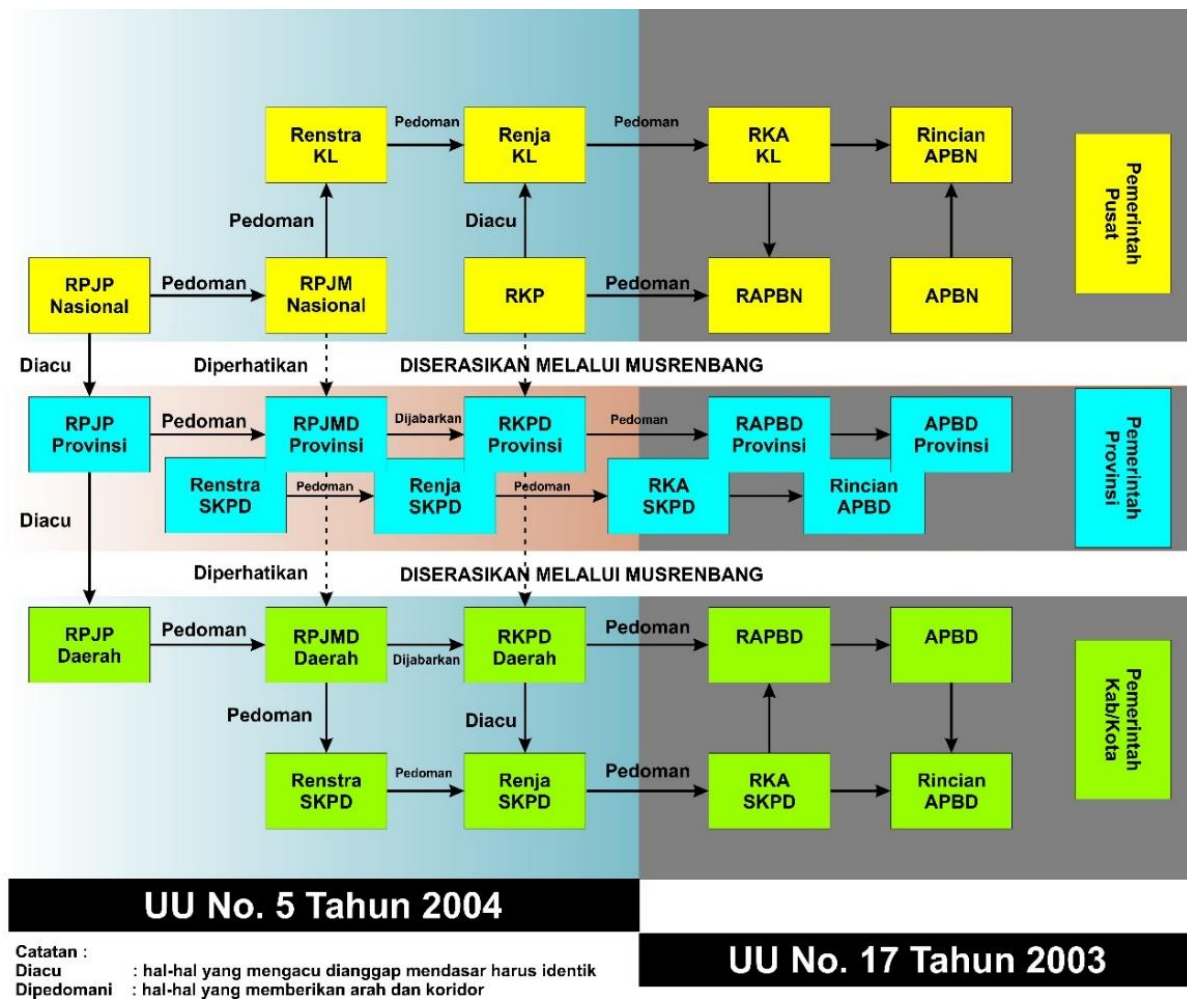 Pedoman
Pedoman
Renstra
KL
Renja
KL
RKA
KL
Rincian
APBN
Pemerintah
Pusat
Pedoman
Diacu
RPJP
Nasional
Pedoman
RPJM
Nasional
RKP
Pedoman
RAPBN
APBN
Diacu
Diperhatikan
DISERASIKAN MELALUI MUSRENBANG
RPJP
Provinsi
Pedoman
RPJMD
Provinsi
Dijabarkan
RKPD
Provinsi
Pedoman
RAPBD
Provinsi
APBD
Provinsi
Pemerintah
Provinsi
Renstra
SKPD
Pedoman
Renja
SKPD
Pedoman
RKA
SKPD
Rincian
APBD
Diacu
Diperhatikan
DISERASIKAN MELALUI MUSRENBANG
RPJP
Daerah
Pedoman
RPJMD
Daerah
Dijabarkan
RKPD
Daerah
Pedoman
RAPBD
APBD
Pemerintah
Kab/Kota
Pedoman
Diacu
Renstra
SKPD
Pedoman
Renja
SKPD
Pedoman
RKA
SKPD
Rincian
APBD
UU No. 5 Tahun 2004
UU No. 17 Tahun 2003
Catatan :
Diacu : hal-hal yang mengacu dianggap mendasar harus identik
Dipedomani : hal-hal yang memberikan arah dan koridor